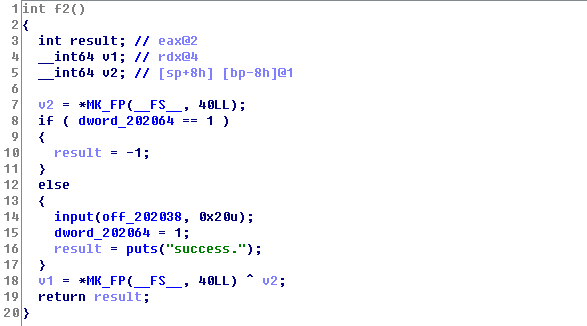 1 int f2()
2 {
3 int result; // eax@2
4 __int64 v1; // rdx@4
5 __int64 v2; // [sp+8h] [bp-8h]@1
6
7 v2 = *MK_FP(__FS__, 40LL);
8 if ( dword_202064 == 1 )
9 {
10 result = -1;
11 }
12 else
13 {
14 input(off_202038, 0x20u);
15 dword_202064 = 1;
16 result = puts("success.");
17 }
18 v1 = *MK_FP(__FS__, 40LL) ^ v2;
19 return result;
20 }